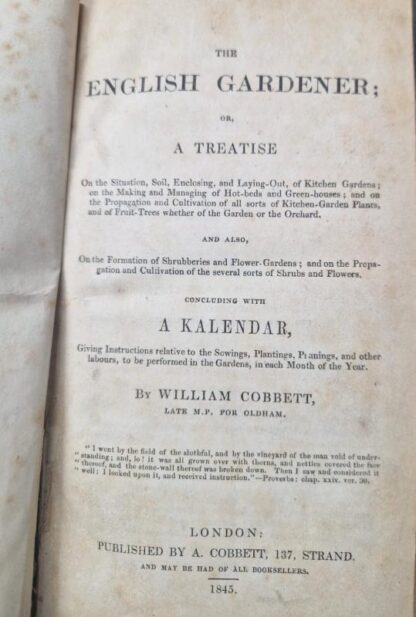 THE
ENGLISH GARDENER;
OR,
A TREATISE
On the Situation, Soil, Enclosing, and Laying-Out, of Kitchen Gardens;
on the Making and Managing of Hot-beds and Green-houses; and on
the Propagation and Cultivation of all sorts of Kitchen-Garden Plants,
and of Fruit-Trees whether of the Garden or the Orchard.
AND ALSO,
On the Formation of Shrubberies and Flower-Gardens; and on the Propa-
gation and Cultivation of the several sorts of Shrubs and Flowers.
CONCLUDING WITH
A KALENDAR,
Giving Instructions relative to the Sowings, Plantings, Prunings, and other
labours, to be performed in the Gardens, in each Month of the Year.
BY WILLIAM COBBETT,
LATE M.P. FOR OLDHAM.
"I went by the field of the slothful, and by the vineyard of the man void of under-
"standing; and, lo! it was all grown over with thorns, and nettles covered the face
"thereof, and the stone-wall thereof was broken down. Then I saw and considered it
"well: I looked upon it, and received instruction."—Proverbs: chap. xxiv. ver. 30.
LONDON:
PUBLISHED BY A. COBBETT, 137, STRAND.
AND MAY BE HAD OF ALL BOOKSELLERS.
1845.